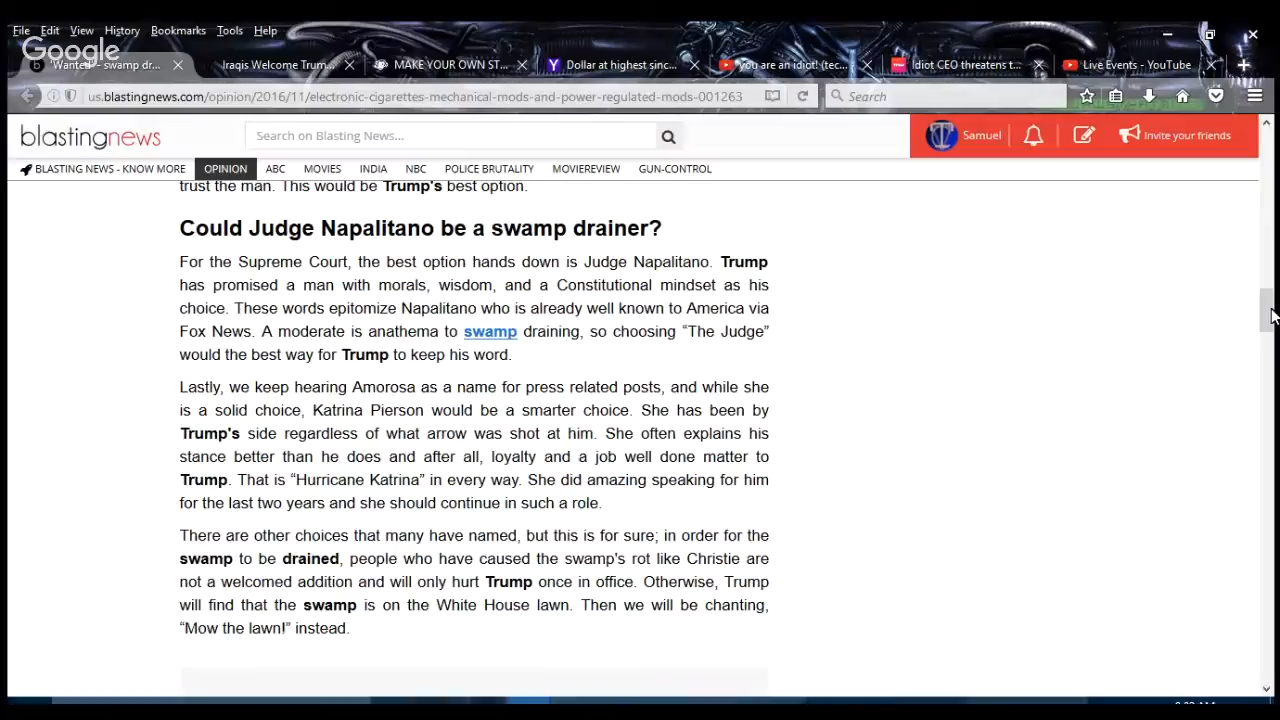 File Edit View History Bookmarks Tools Help
Google
Wanted - swamp dr... Iraqis Welcome Trum... MAKE YOUR OWN ST... Dollar at highest sinc... you are an idiot! (tec... Idiot CEO threatens t... Live Events - YouTube
us.blastingnews.com/opinion/2016/11/electronic-cigarettes-mechanical-mods-and-power-regulated-mods-001263 Search
blastingnews Search on Blasting News... Samuel Invite your friends
BLASTING NEWS - KNOW MORE OPINION ABC MOVIES INDIA NBC POLICE BRUTALITY MOVIEREVIEW GUN-CONTROL
trust the man. This would be Trump's best option.
Could Judge Napalitano be a swamp drainer?
For the Supreme Court, the best option hands down is Judge Napalitano. Trump
has promised a man with morals, wisdom, and a Constitutional mindset as his
choice. These words epitomize Napalitano who is already well known to America via
Fox News. A moderate is anathema to swamp draining, so choosing “The Judge”
would the best way for Trump to keep his word.
Lastly, we keep hearing Amorosa as a name for press related posts, and while she
is a solid choice, Katrina Pierson would be a smarter choice. She has been by
Trump's side regardless of what arrow was shot at him. She often explains his
stance better than he does and after all, loyalty and a job well done matter to
Trump. That is “Hurricane Katrina” in every way. She did amazing speaking for him
for the last two years and she should continue in such a role.
There are other choices that many have named, but this is for sure; in order for the
swamp to be drained, people who have caused the swamp's rot like Christie are
not a welcomed addition and will only hurt Trump once in office. Otherwise, Trump
will find that the swamp is on the White House lawn. Then we will be chanting,
“Mow the lawn!” instead.